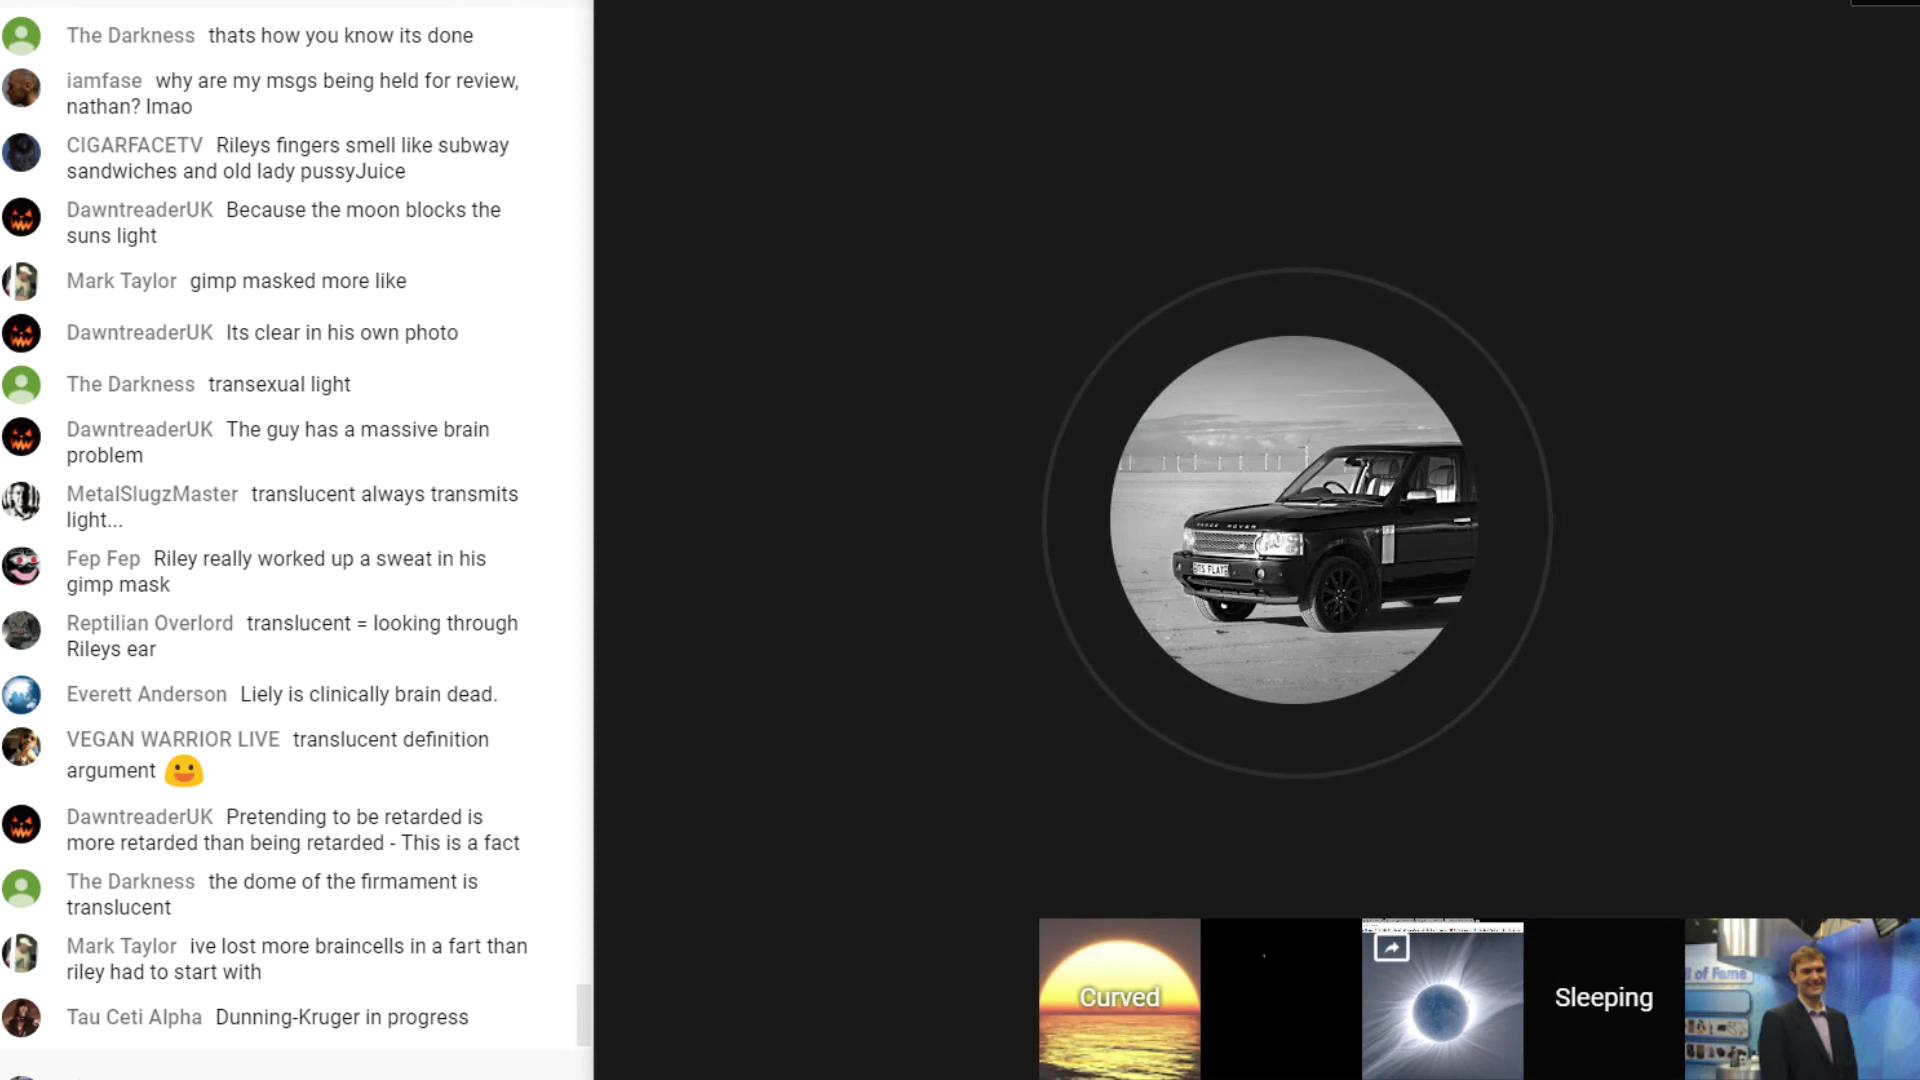 The Darkness thats how you know its done
iamfase why are my msgs being held for review,
nathan? lmao
CIGARFACETV Rileys fingers smell like subway
sandwiches and old lady pussyJuice
DawntreaderUK Because the moon blocks the
suns light
Mark Taylor gimp masked more like
DawntreaderUK Its clear in his own photo
The Darkness transexual light
DawntreaderUK The guy has a massive brain
problem
MetalSlugzMaster translucent always transmits
light...
Fep Fep Riley really worked up a sweat in his
gimp mask
Reptilian Overlord translucent = looking through
Rileys ear
Everett Anderson Liely is clinically brain dead.
VEGAN WARRIOR LIVE translucent definition
argument
DawntreaderUK Pretending to be retarded is
more retarded than being retarded - This is a fact
The Darkness the dome of the firmament is
translucent
Mark Taylor ive lost more braincells in a fart than
riley had to start with
Tau Ceti Alpha Dunning-Kruger in progress
RANGE ROVER
Curved
Sleeping
of Fame